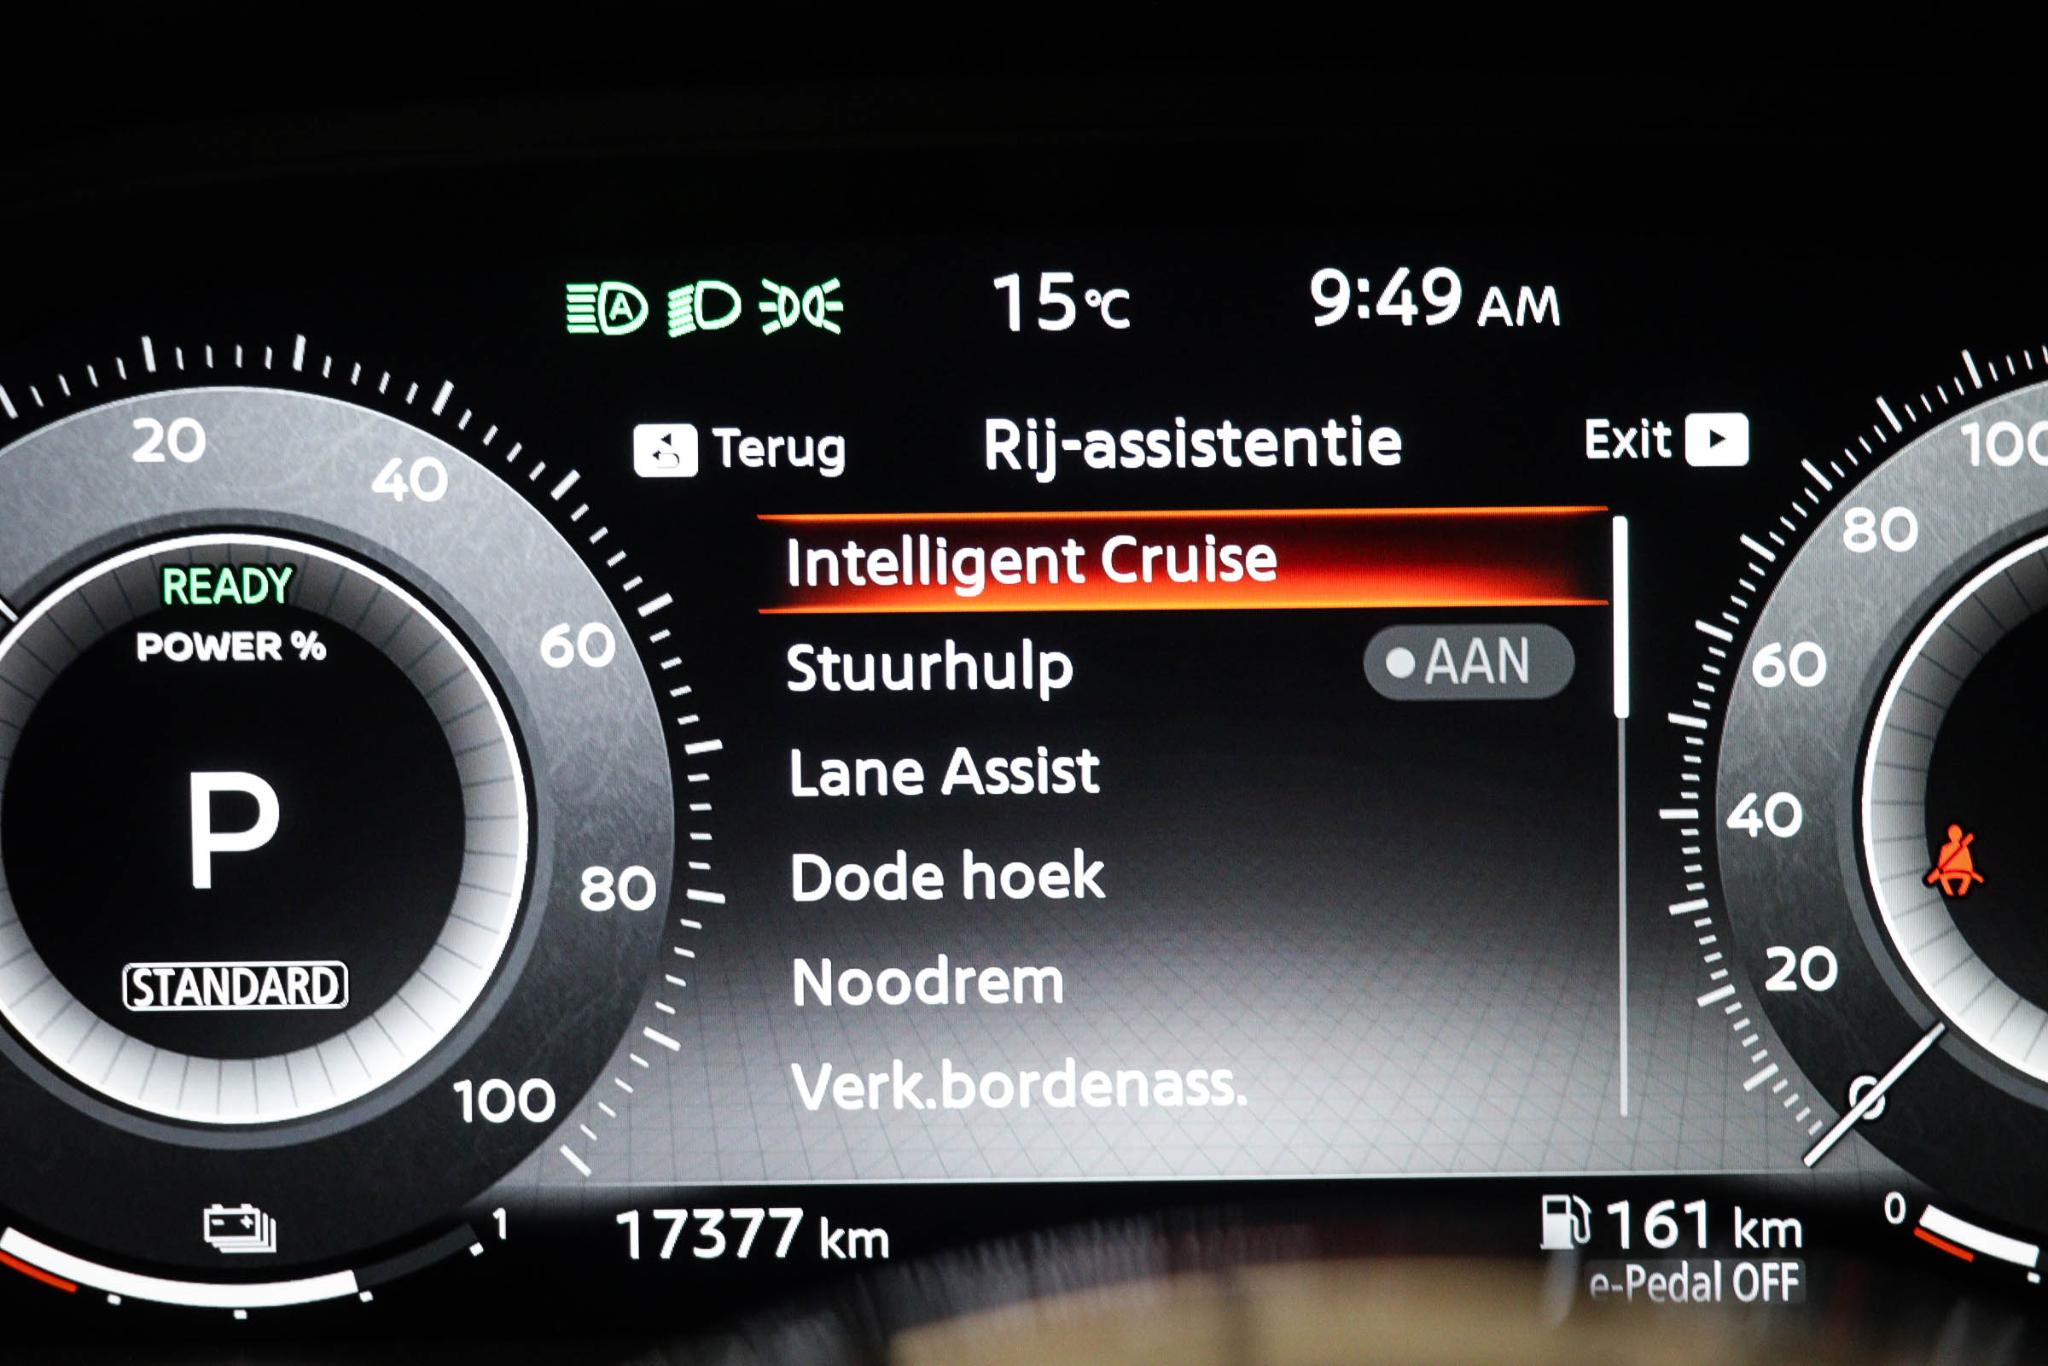 15°C
9:49 AM
Terug
Rij-assistentie
Exit
Intelligent Cruise
Stuurhulp
AAN
Lane Assist
Dode hoek
Noodrem
Verk.bordenass.
20
40
60
80
100
READY
POWER %
P
STANDARD
1
17377 km
161 km
e-Pedal OFF
100
80
60
40
20
0
0
A